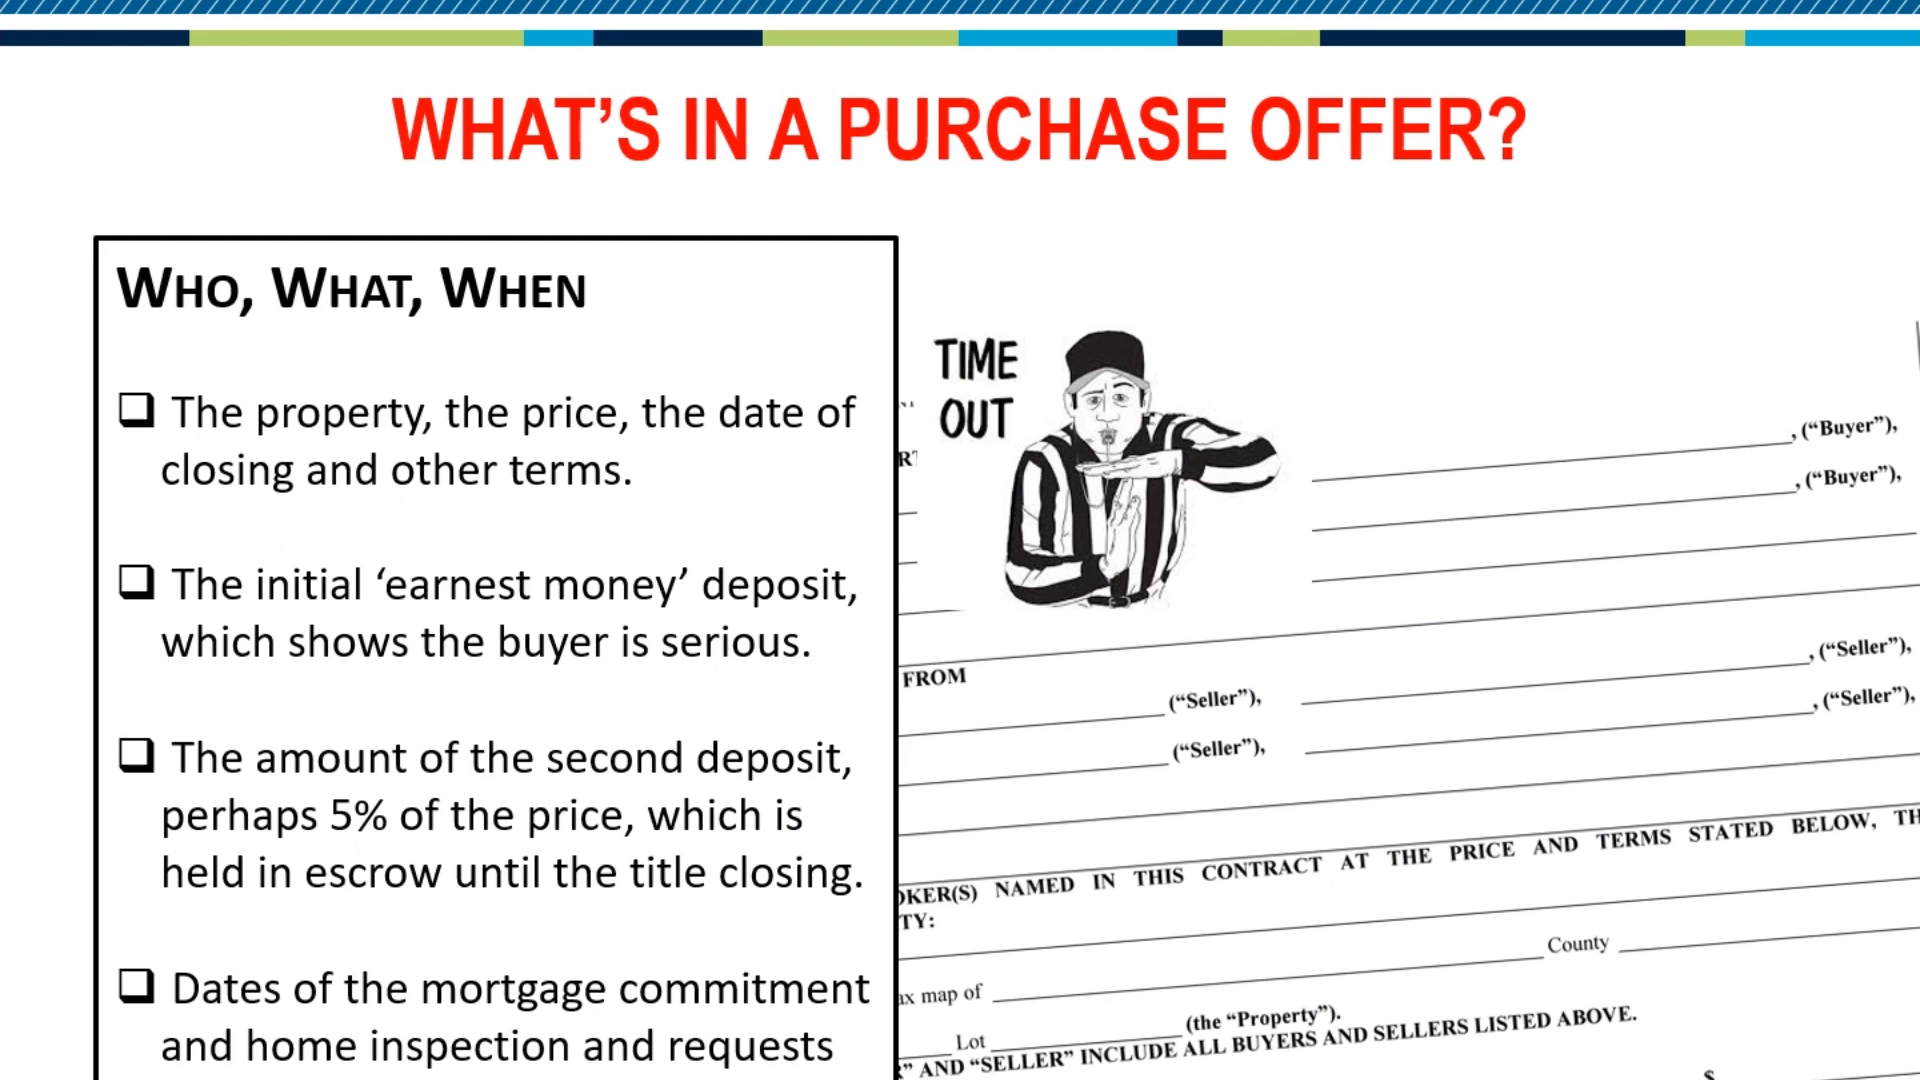 WHAT’S IN A PURCHASE OFFER?
WHO, WHAT, WHEN
The property, the price, the date of
closing and other terms.
The initial ‘earnest money’ deposit,
which shows the buyer is serious.
The amount of the second deposit,
perhaps 5% of the price, which is
held in escrow until the title closing.
Dates of the mortgage commitment
and home inspection and requests
TIME
OUT
, (“Buyer”),
, (“Buyer”),
FROM
(“Seller”), , (“Seller”),
(“Seller”), , (“Seller”),
NAMED IN THIS CONTRACT AT THE PRICE AND TERMS STATED BELOW,
County
map of
Lot (the “Property”).
AND “SELLER” INCLUDE ALL BUYERS AND SELLERS LISTED ABOVE.
$